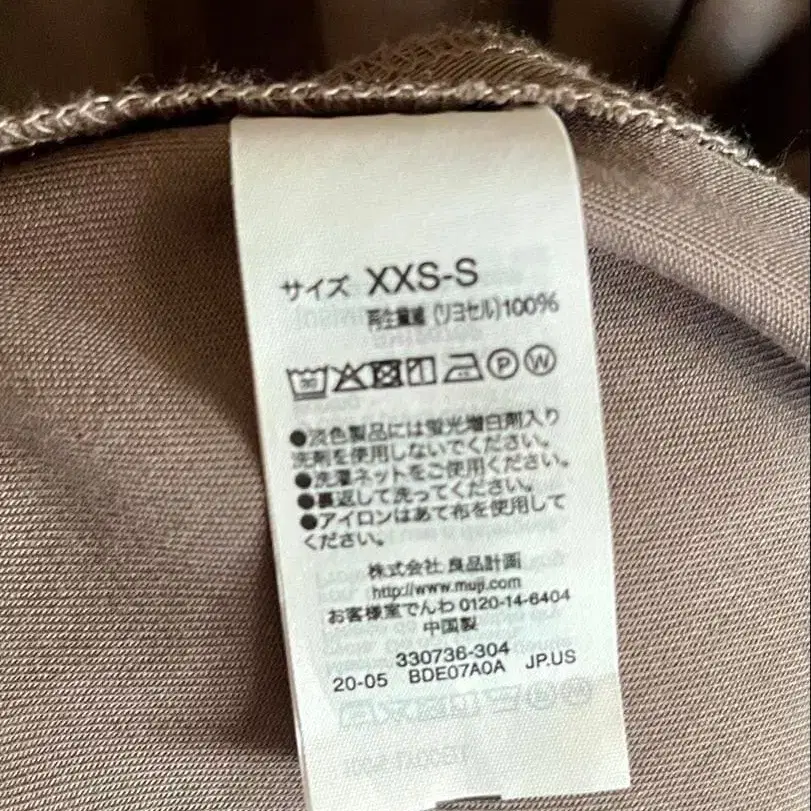 サイズ XXS-S
再生繊維 (リヨセル)100%
P W
●淡色製品には蛍光増白剤入り
洗剤を使用しないでください。
●洗濯ネットをご使用ください。
●裏返して洗ってください。
●アイロンはあて布を使用して
ください。
株式会社 良品計画
http://www.muji.com
お客様室でんわ 0120-14-6404
中国製
330736-304
20-05 BDE07A0A JP.US